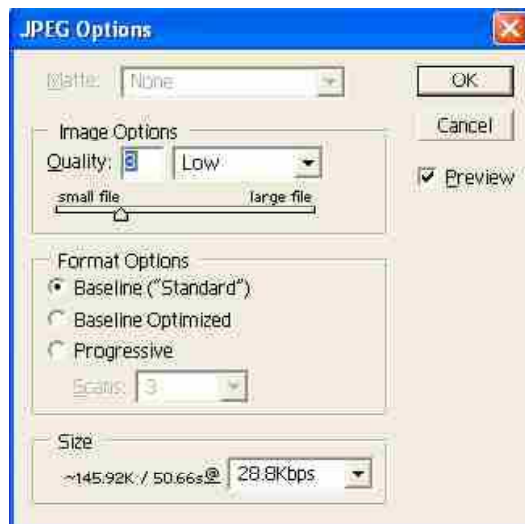 JPEG Options
Matte: None
OK
Image Options
Cancel
Quality: 3 Low
Preview
small file large file
Format Options
Baseline ("Standard")
Baseline Optimized
Progressive
Scans: 3
Size
~145.92K / 50.66s@ 28.8Kbps